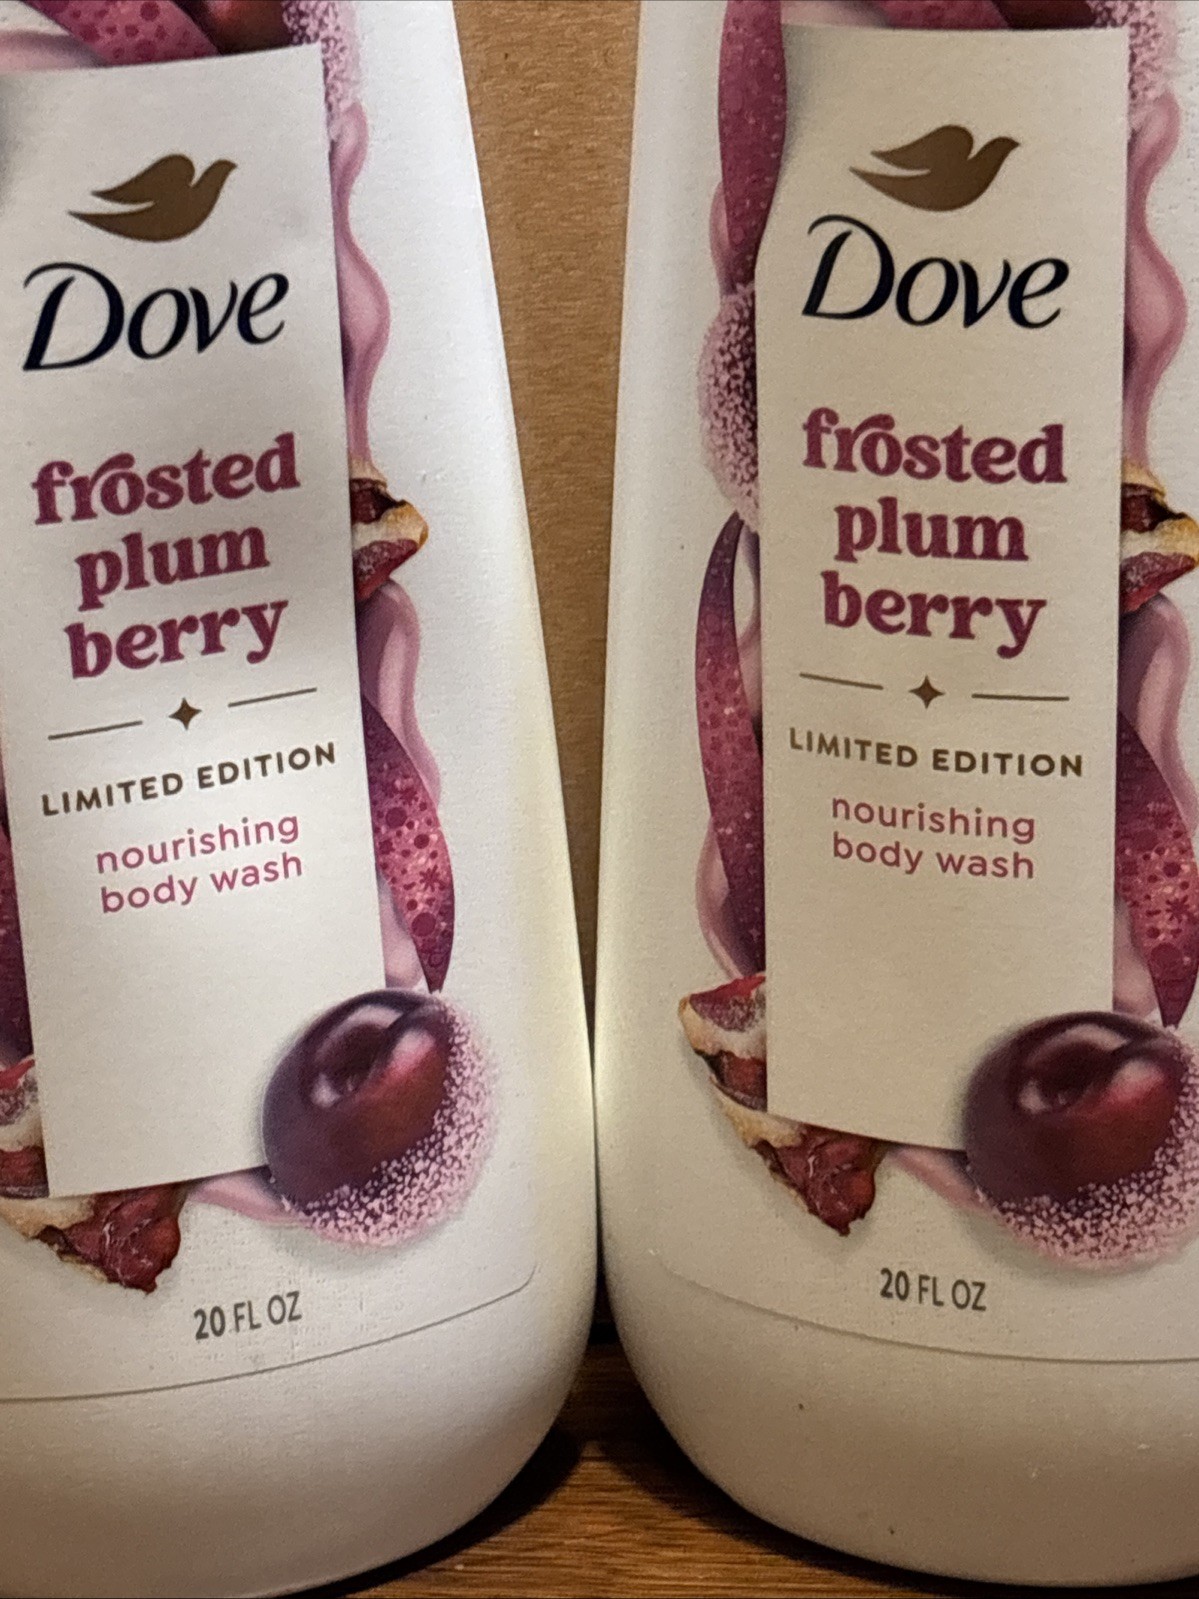 Dove
frosted
plum
berry
LIMITED EDITION
nourishing
body wash
20 FL OZ
Dove
frosted
plum
berry
LIMITED EDITION
nourishing
body wash
20 FL OZ